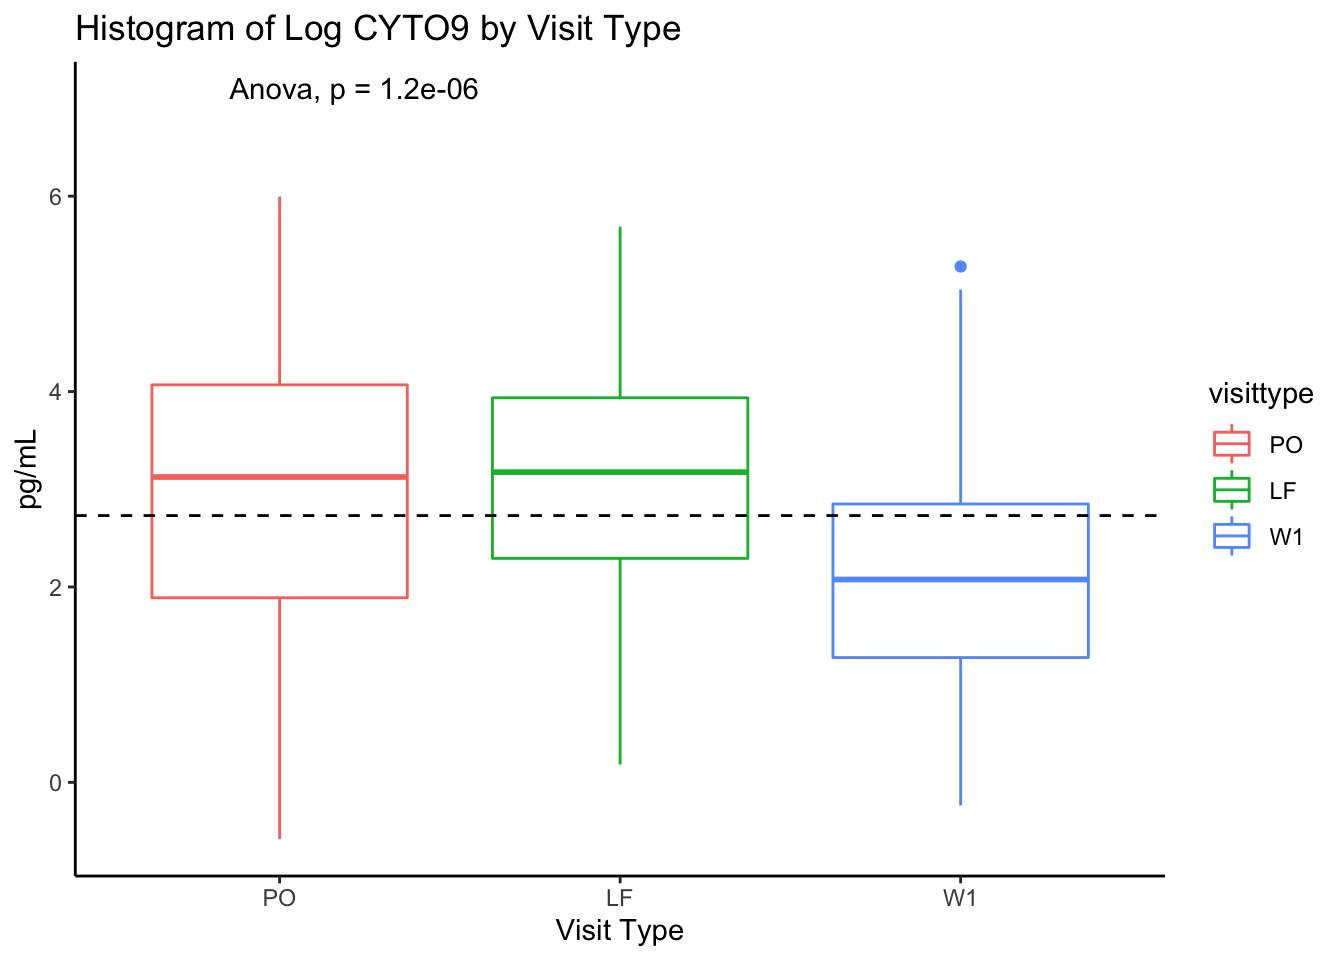 Histogram of Log CYTO9 by Visit Type
Anova, p = 1.2e-06
6
4
2
0
pg/mL
PO
LF
W1
Visit Type
visittype
PO
LF
W1